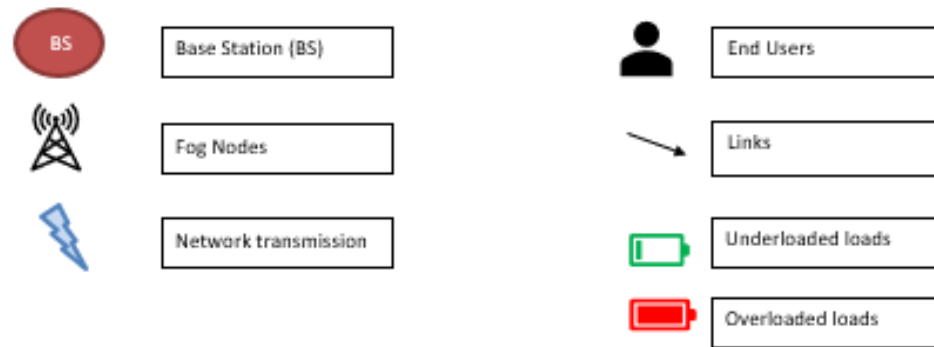 BS
Base Station (BS)
End Users
Fog Nodes
Links
Network transmission
Underloaded loads
Overloaded loads